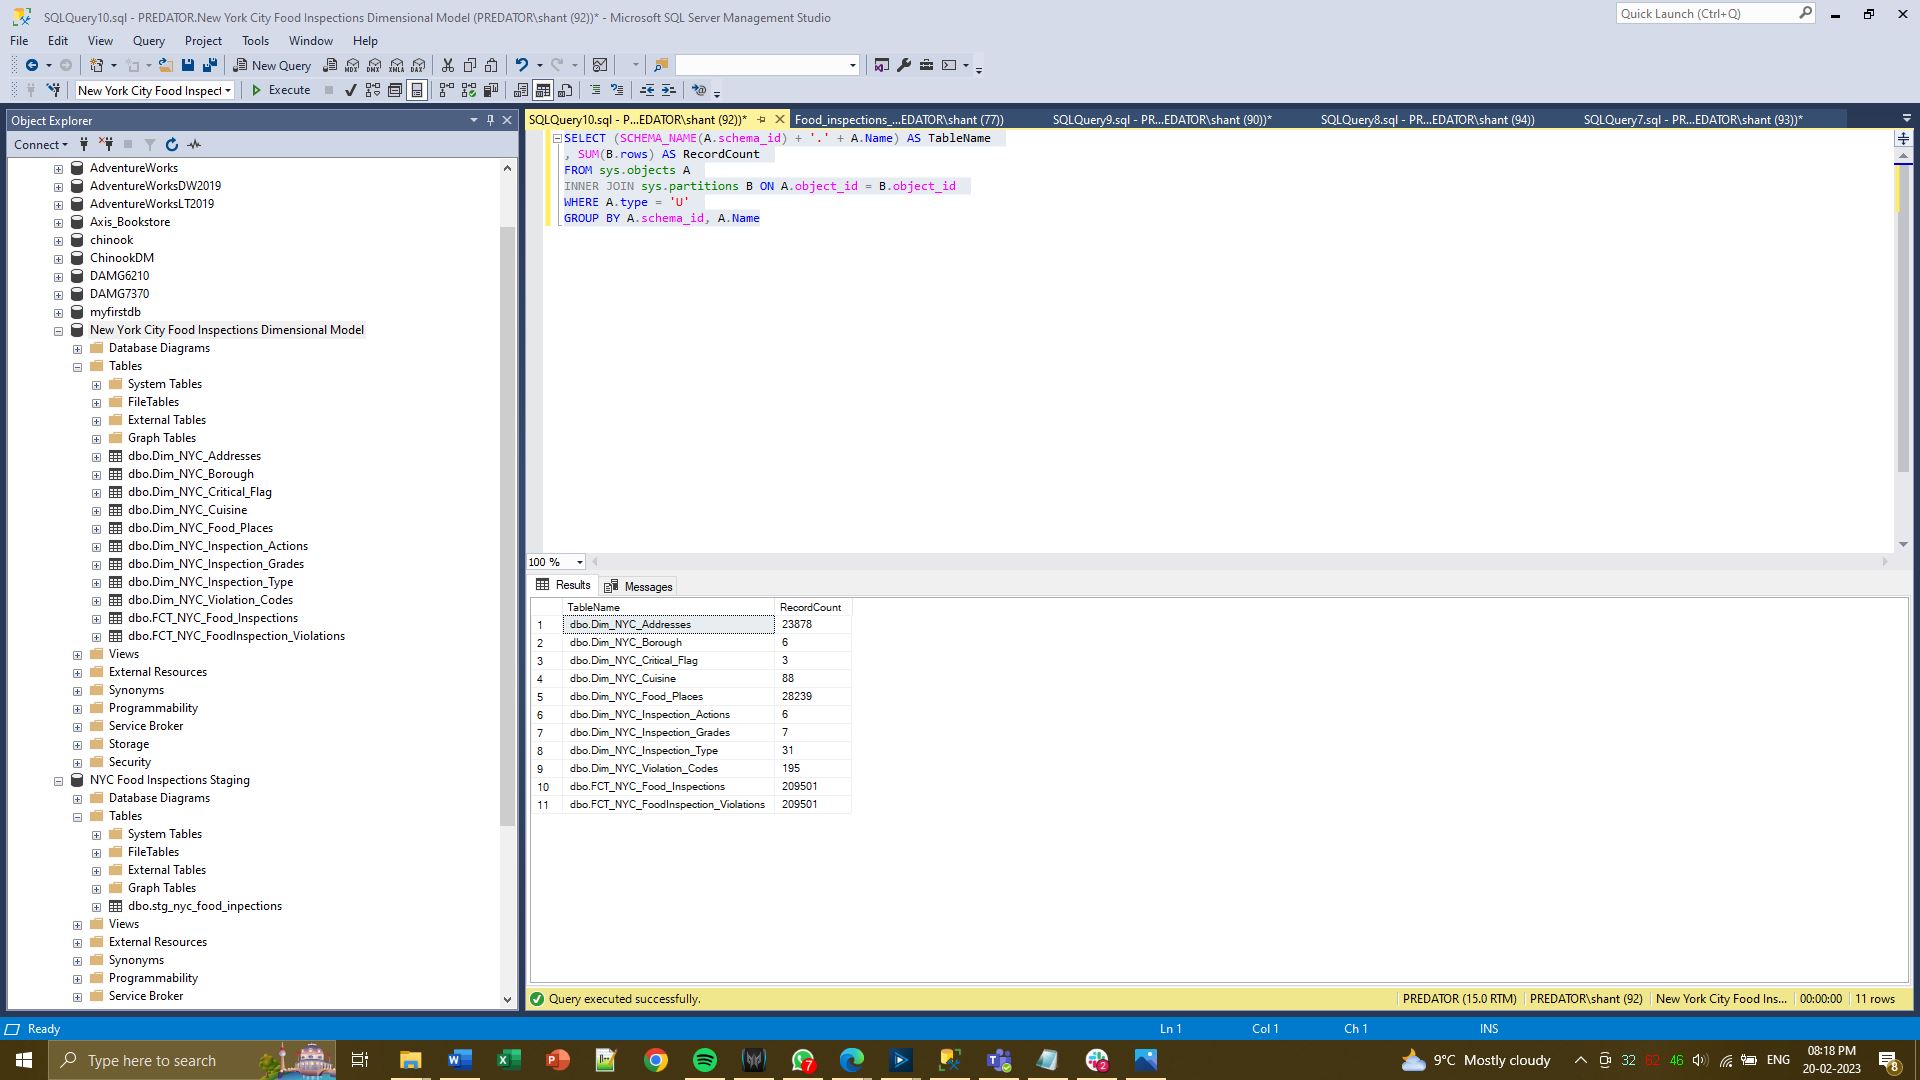 SQLQuery10.sql - PREDATOR.New York City Food Inspections Dimensional Model (PREDATOR\shant (92))* - Microsoft SQL Server Management Studio
Quick Launch (Ctrl+Q)
File Edit View Query Project Tools Window Help
New Query
MDX DMX XMLA DAX
New York City Food Inspect
Execute
Object Explorer
Connect
AdventureWorks
AdventureWorksDW2019
AdventureWorksLT2019
Axis_Bookstore
chinook
ChinookDM
DAMG6210
DAMG7370
myfirstdb
New York City Food Inspections Dimensional Model
Database Diagrams
Tables
System Tables
FileTables
External Tables
Graph Tables
dbo.Dim_NYC_Addresses
dbo.Dim_NYC_Borough
dbo.Dim_NYC_Critical_Flag
dbo.Dim_NYC_Cuisine
dbo.Dim_NYC_Food_Places
dbo.Dim_NYC_Inspection_Actions
dbo.Dim_NYC_Inspection_Grades
dbo.Dim_NYC_Inspection_Type
dbo.Dim_NYC_Violation_Codes
dbo.FCT_NYC_Food_Inspections
dbo.FCT_NYC_FoodInspection_Violations
Views
External Resources
Synonyms
Programmability
Service Broker
Storage
Security
NYC Food Inspections Staging
Database Diagrams
Tables
System Tables
FileTables
External Tables
Graph Tables
dbo.stg_nyc_food_inpections
Views
External Resources
Synonyms
Programmability
Service Broker
SQLQuery10.sql - P...EDATOR\shant (92))* Food_inspections_...EDATOR\shant (77)) SQLQuery9.sql - PR...EDATOR\shant (90))* SQLQuery8.sql - PR...EDATOR\shant (94)) SQLQuery7.sql - PR...EDATOR\shant (93))*
SELECT (SCHEMA_NAME(A.schema_id) + '.' + A.Name) AS TableName
, SUM(B.rows) AS RecordCount
FROM sys.objects A
INNER JOIN sys.partitions B ON A.object_id = B.object_id
WHERE A.type = 'U'
GROUP BY A.schema_id, A.Name
100 %
Results Messages
TableName RecordCount
1 dbo.Dim_NYC_Addresses 23878
2 dbo.Dim_NYC_Borough 6
3 dbo.Dim_NYC_Critical_Flag 3
4 dbo.Dim_NYC_Cuisine 88
5 dbo.Dim_NYC_Food_Places 28239
6 dbo.Dim_NYC_Inspection_Actions 6
7 dbo.Dim_NYC_Inspection_Grades 7
8 dbo.Dim_NYC_Inspection_Type 31
9 dbo.Dim_NYC_Violation_Codes 195
10 dbo.FCT_NYC_Food_Inspections 209501
11 dbo.FCT_NYC_FoodInspection_Violations 209501
Query executed successfully. PREDATOR (15.0 RTM) PREDATOR\shant (92) New York City Food Ins... 00:00:00 11 rows
Ready Ln 1 Col 1 Ch 1 INS
Type here to search
7
2
9°C Mostly cloudy
32 62 46
ENG
08:18 PM
20-02-2023
8